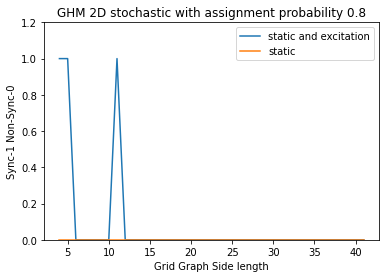 GHM 2D stochastic with assignment probability 0.8
static and excitation
static
1.2
1.0
0.8
0.6
0.4
0.2
0.0
Sync-1 Non-Sync-0
5 10 15 20 25 30 35 40
Grid Graph Side length